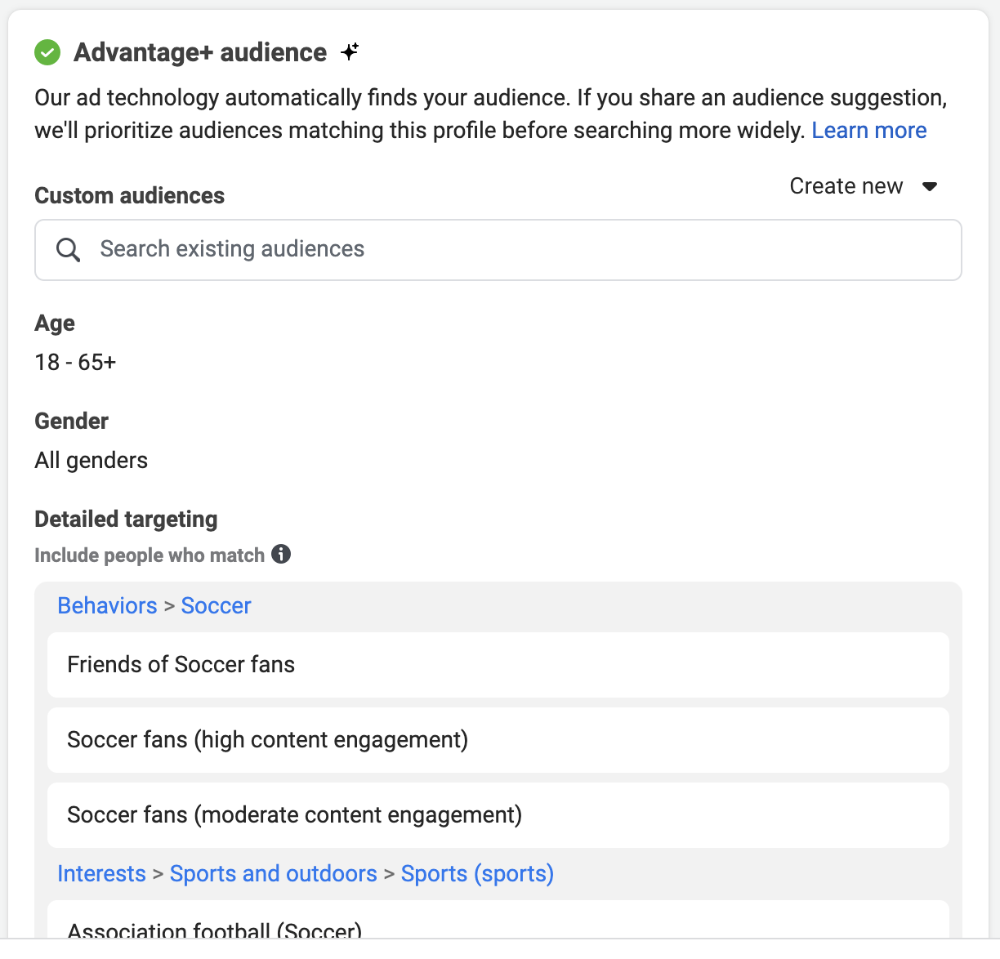 Advantage+ audience
Our ad technology automatically finds your audience. If you share an audience suggestion,
we'll prioritize audiences matching this profile before searching more widely. Learn more
Custom audiences
Create new
Search existing audiences
Age
18 - 65+
Gender
All genders
Detailed targeting
Include people who match
Behaviors > Soccer
Friends of Soccer fans
Soccer fans (high content engagement)
Soccer fans (moderate content engagement)
Interests > Sports and outdoors > Sports (sports)
Association football (Soccer)